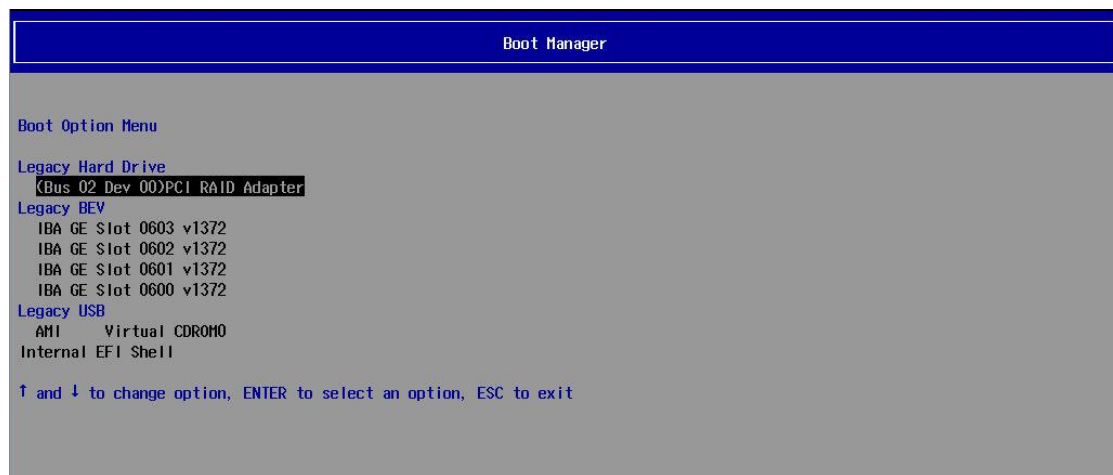 Boot Manager
Boot Option Menu
Legacy Hard Drive
(Bus 02 Dev 00)PCI RAID Adapter
Legacy BEV
IBA GE Slot 0603 v1372
IBA GE Slot 0602 v1372
IBA GE Slot 0601 v1372
IBA GE Slot 0600 v1372
Legacy USB
AMI Virtual CDROM0
Internal EFI Shell
↑ and ↓ to change option, ENTER to select an option, ESC to exit